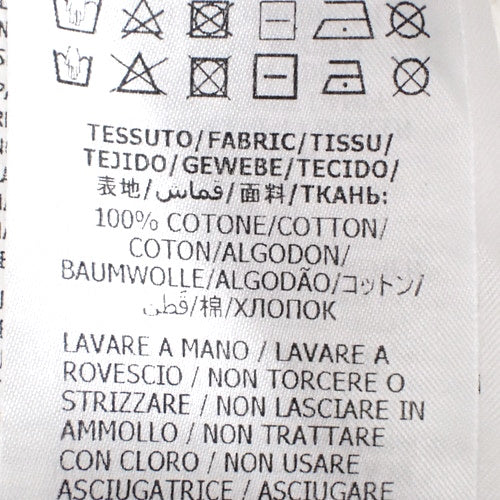 TESSUTO/FABRIC/TISSU/
TEJIDO/GEWEBE/TECIDO/
表地/قماش/面料/ТКАНЬ:
100% COTONE/COTTON/
COTON/ALGODON/
BAUMWOLLE/ALGODÃO/コットン/
قطن/棉/ХЛОПОК
LAVARE A MANO / LAVARE A
ROVESCIO / NON TORCERE O
STRIZZARE / NON LASCIARE IN
AMMOLLO / NON TRATTARE
CON CLORO / NON USARE
ASCIUGATRICE / ASCIUGARE